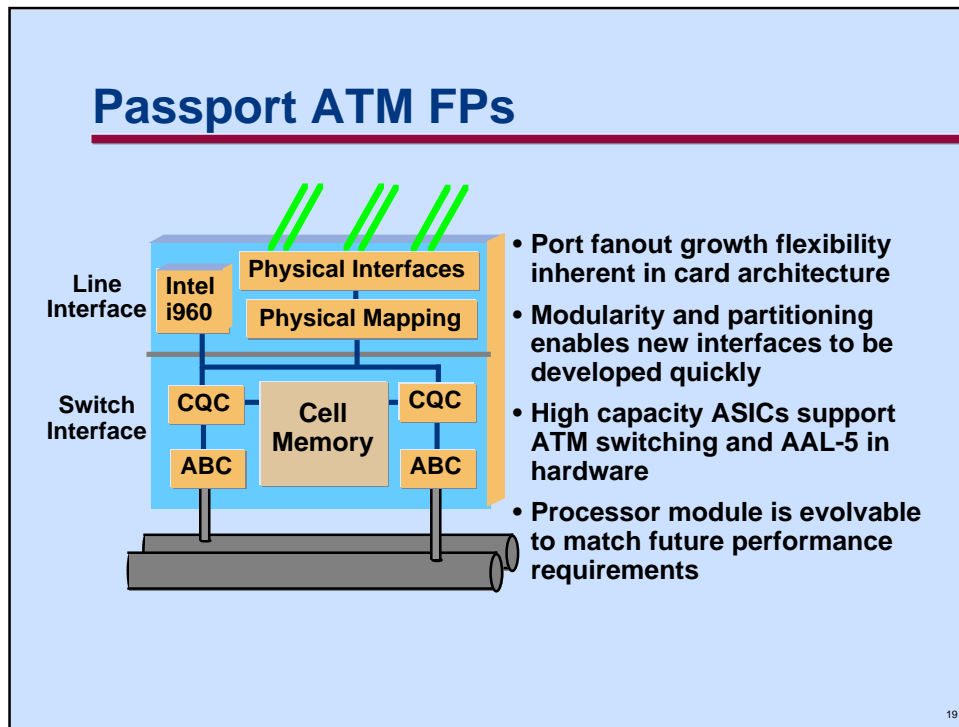 Passport ATM FPs
Line
Interface
Intel
i960
Physical Interfaces
Physical Mapping
Switch
Interface
CQC
Cell
Memory
CQC
ABC
ABC
• Port fanout growth flexibility
inherent in card architecture
• Modularity and partitioning
enables new interfaces to be
developed quickly
• High capacity ASICs support
ATM switching and AAL-5 in
hardware
• Processor module is evolvable
to match future performance
requirements
19